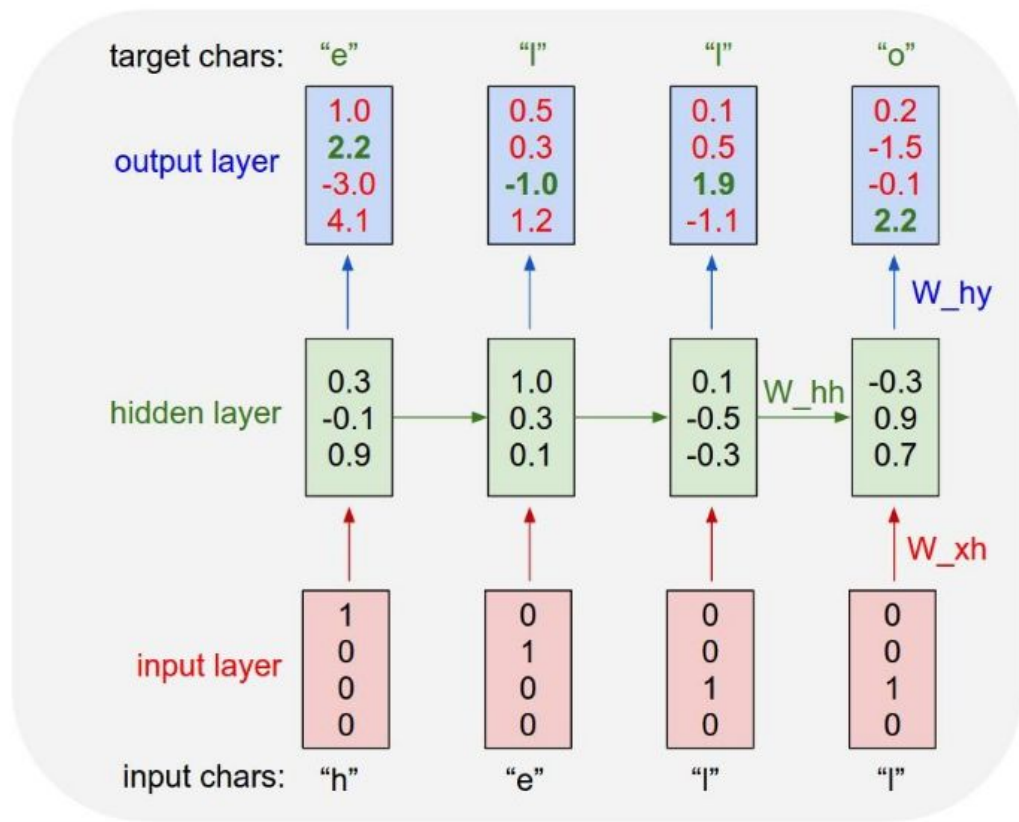 target chars: “e” “l” “l” “o”
1.0 0.5 0.1 0.2
2.2 0.3 0.5 -1.5
output layer
-3.0 -1.0 1.9 -0.1
4.1 1.2 -1.1 2.2
W_hy
0.3 1.0 0.1 -0.3
W_hh
hidden layer -0.1 0.3 -0.5 0.9
0.9 0.1 -0.3 0.7
W_xh
1 0 0 0
0 1 0 0
input layer
0 0 1 1
0 0 0 0
input chars: “h” “e” “l” “l”